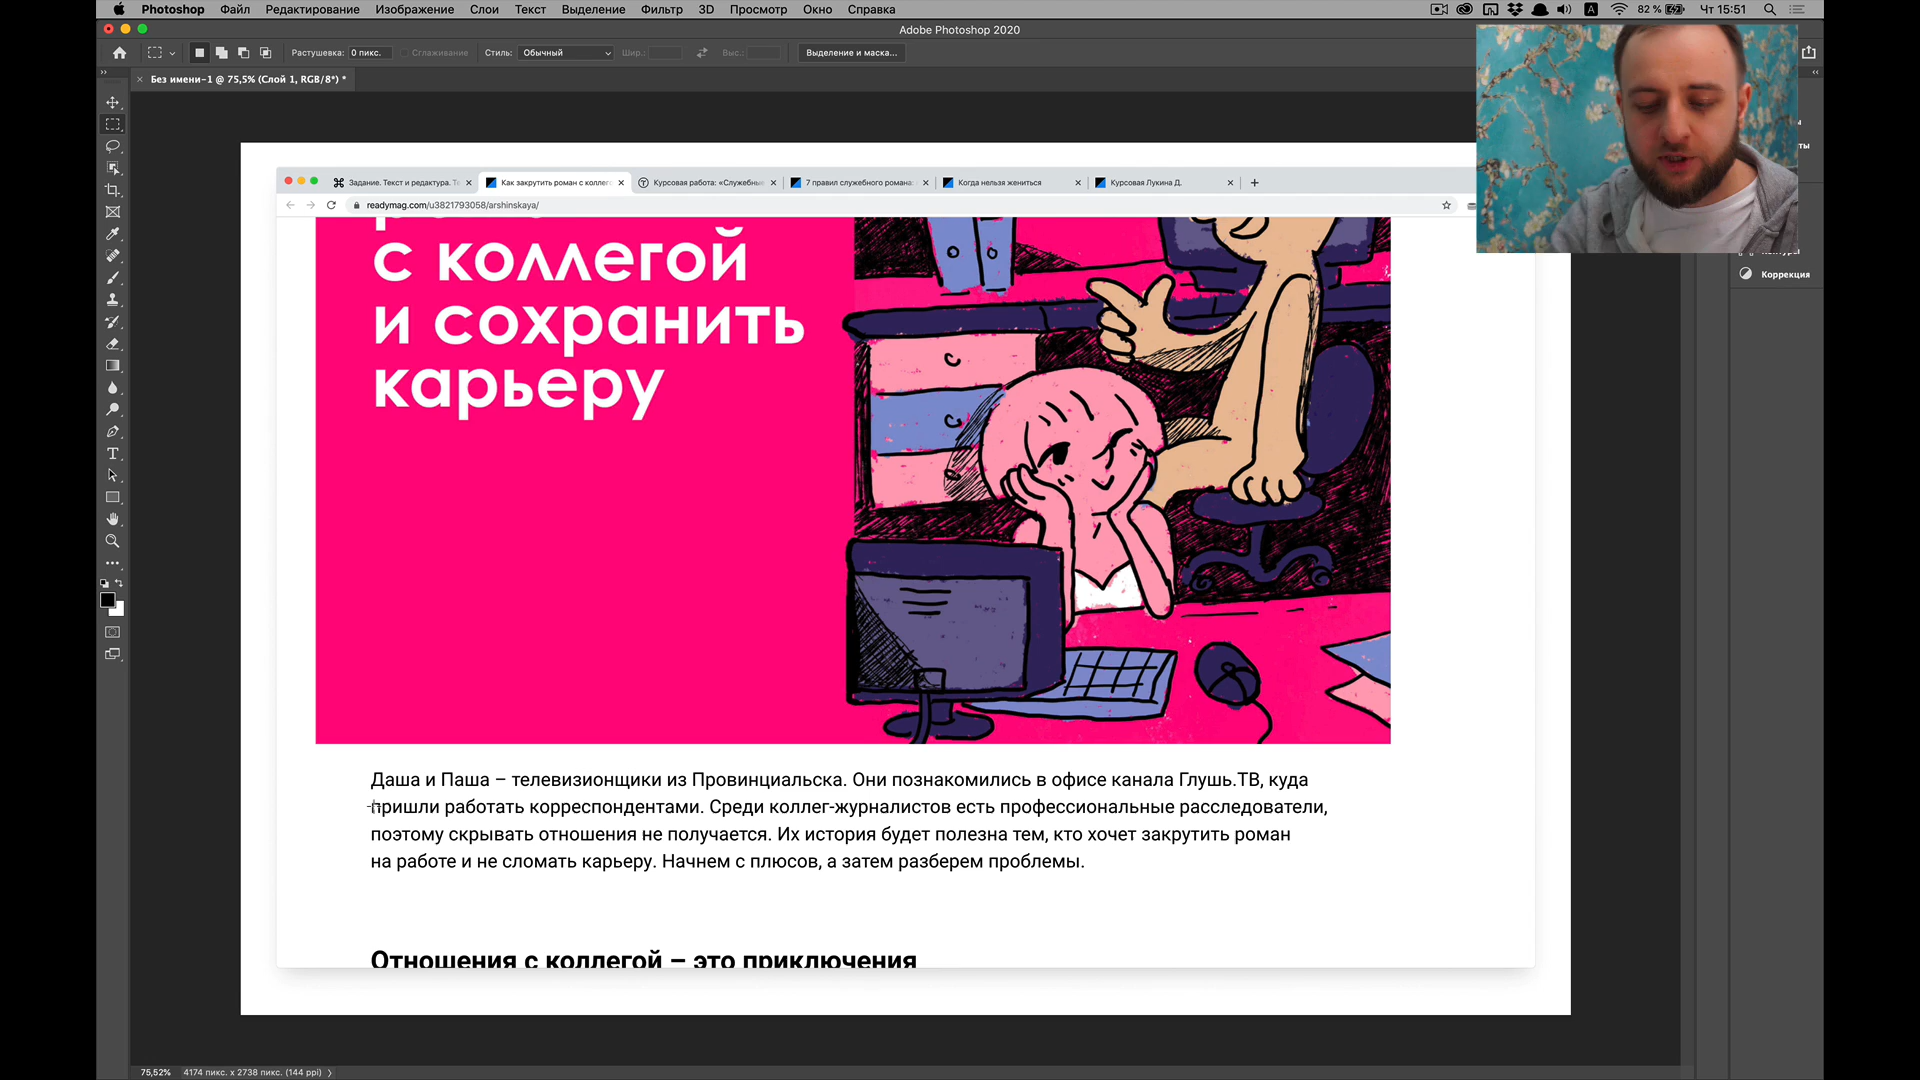 Photoshop Файл Редактирование Изображение Слои Текст Выделение Фильтр 3D Просмотр Окно Справка 82 % Чт 15:51
Adobe Photoshop 2020
Растушевка: 0 пикс. Сглаживание Стиль: Обычный Шир.: Выс.: Выделение и маска...
Без имени-1 @ 75,5% (Слой 1, RGB/8*) *
Задание. Текст и редактура. Как закрутить роман с коллег Курсовая работа: «Служебные 7 правил служебного романа: Когда нельзя жениться Курсовая Лукина Д.
readymag.com/u3821793058/arshinskaya/
с коллегой
и сохранить
карьеру
Коррекция
Даша и Паша – телевизионщики из Провинциальска. Они познакомились в офисе канала Глушь.ТВ, куда
пришли работать корреспондентами. Среди коллег-журналистов есть профессиональные расследователи,
поэтому скрывать отношения не получается. Их история будет полезна тем, кто хочет закрутить роман
на работе и не сломать карьеру. Начнем с плюсов, а затем разберем проблемы.
Отношения с коллегой – это приключения
75,52% 4174 пикс. x 2738 пикс. (144 ppi)